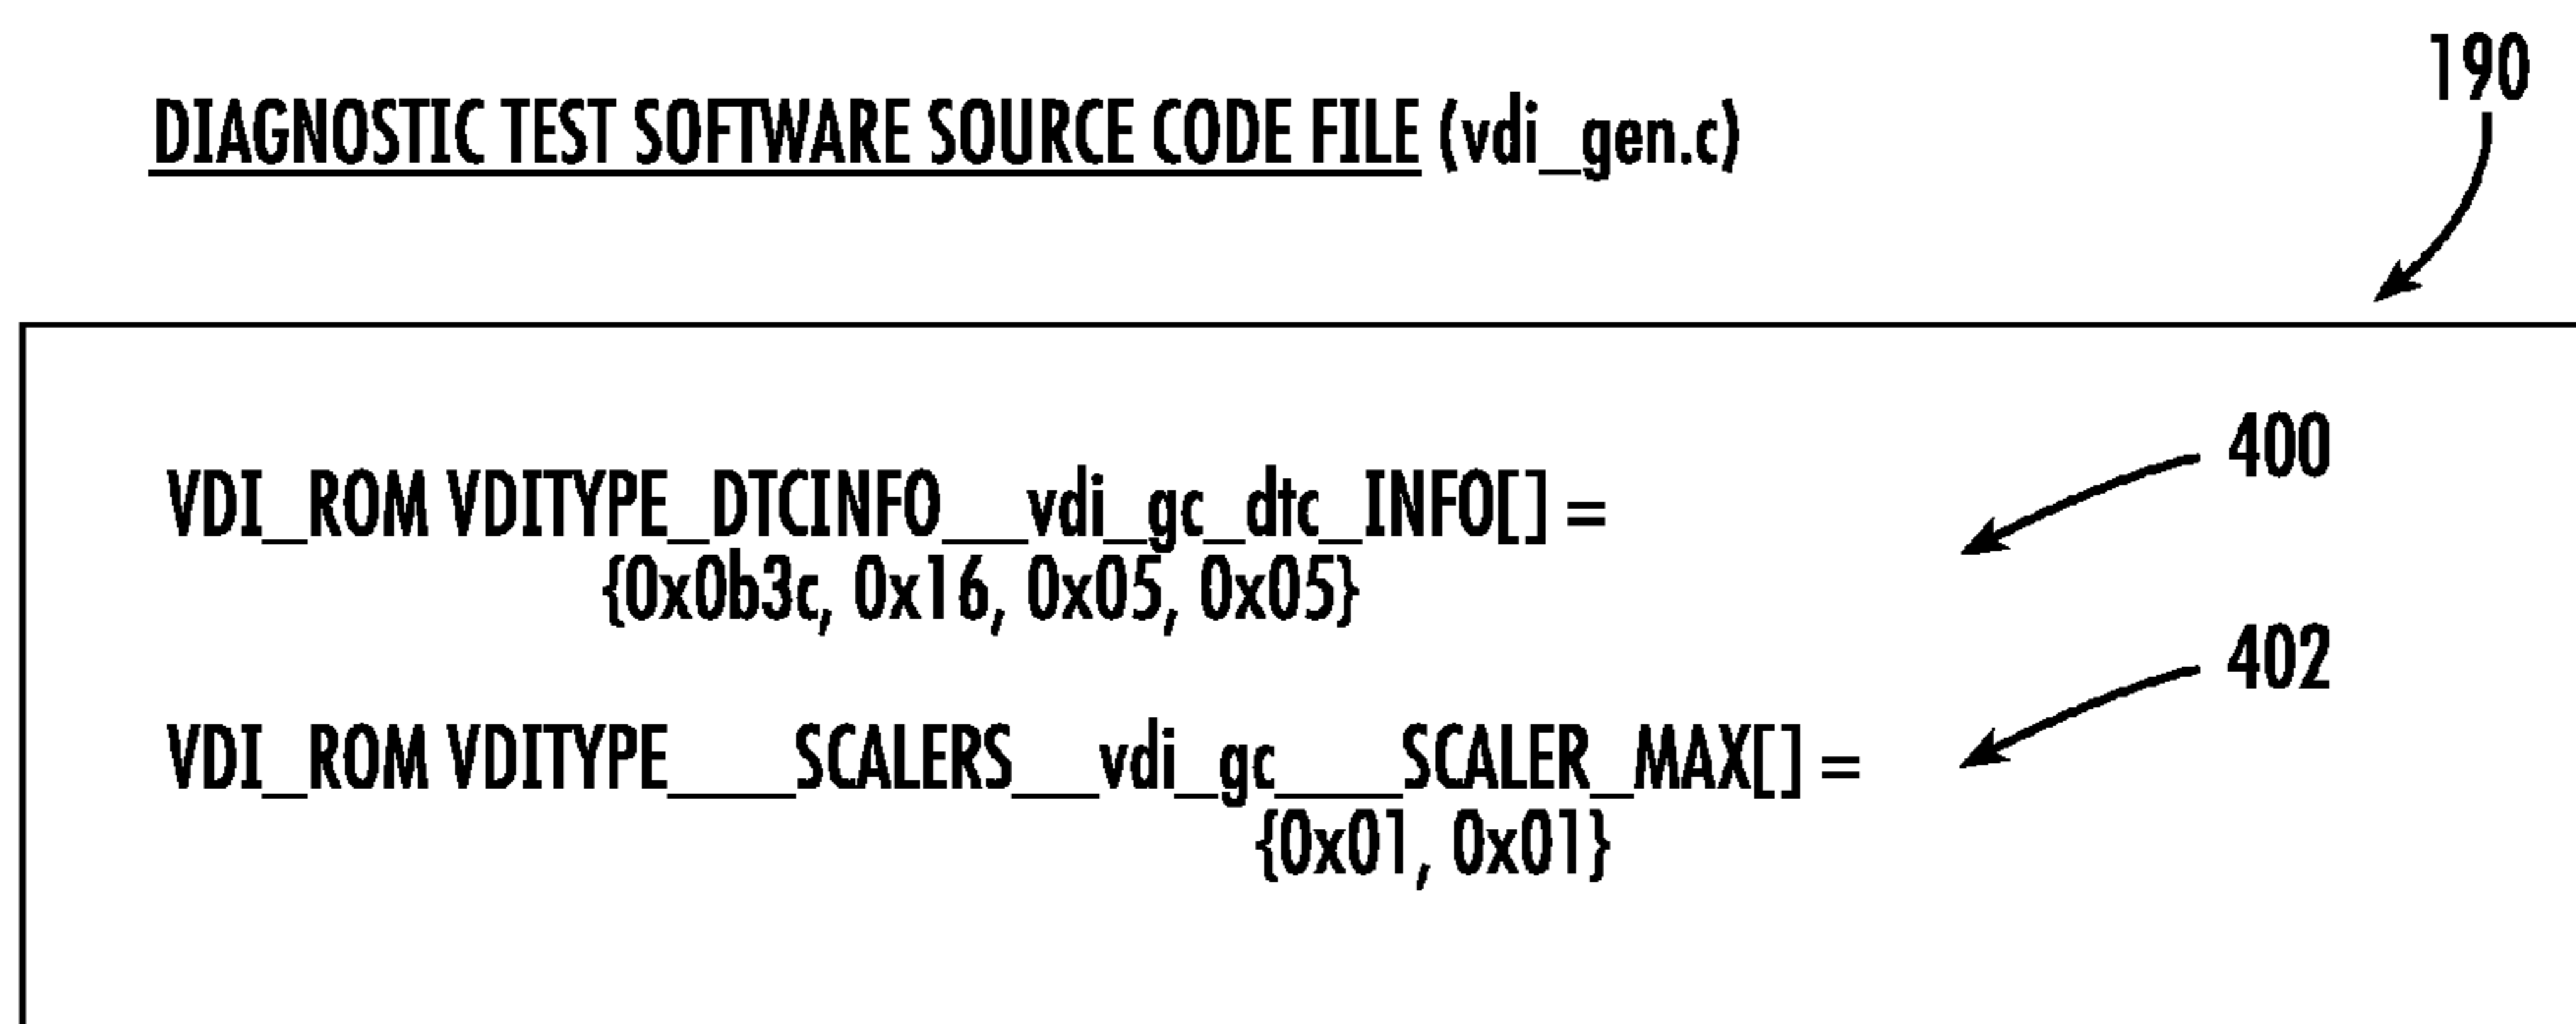 190
DIAGNOSTIC TEST SOFTWARE SOURCE CODE FILE (vdi_gen.c)
400
VDI_ROM VDITYPE_DTCINFO__vdi_gc_dtc_INFO[] =
{0x0b3c, 0x16, 0x05, 0x05}
402
VDI_ROM VDITYPE___SCALERS__vdi_gc___SCALER_MAX[] =
{0x01, 0x01}